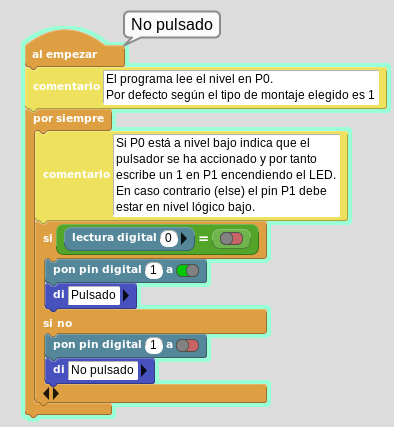 No pulsado
al empezar
comentario El programa lee el nivel en P0.
Por defecto según el tipo de montaje elegido es 1
por siempre
comentario Si P0 está a nivel bajo indica que el
pulsador se ha accionado y por tanto
escribe un 1 en P1 encendiendo el LED.
En caso contrario (else) el pin P1 debe
estar en nivel lógico bajo.
si lectura digital 0 =
pon pin digital 1 a
di Pulsado
si no
pon pin digital 1 a
di No pulsado